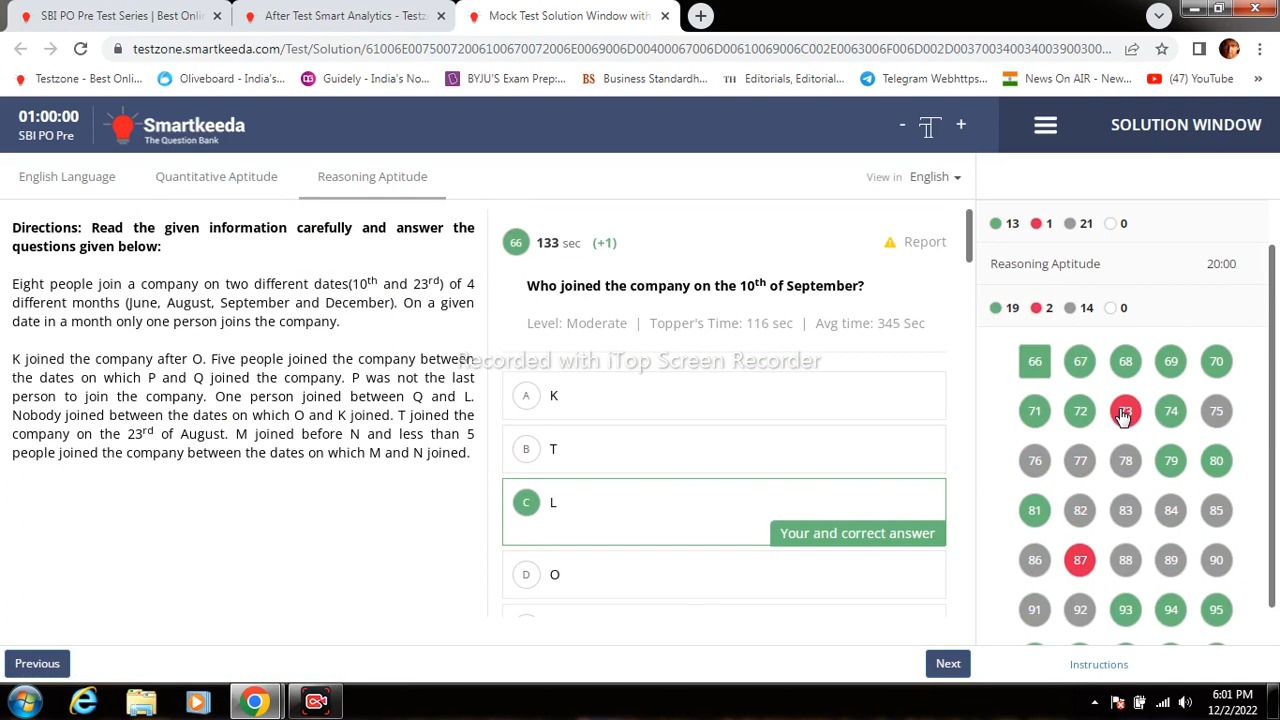 SBI PO Pre Test Series | Best Onli
After Test Smart Analytics - Testz
Mock Test Solution Window with
testzone.smartkeeda.com/Test/Solution/61006E00750072006100670072006E0069006D00400067006D00610069006C002E0063006F006D002D003700340034003900300...
Testzone - Best Onli...
Oliveboard - India's...
Guidely - India's No...
BYJU'S Exam Prep:...
BS Business Standardh...
TH Editorials, Editorial...
Telegram Webhttps...
News On AIR - New...
(47) YouTube
»
01:00:00
SBI PO Pre
Smartkeeda
The Question Bank
- T +
SOLUTION WINDOW
English Language
Quantitative Aptitude
Reasoning Aptitude
View in English
Directions: Read the given information carefully and answer the
questions given below:
Eight people join a company on two different dates(10th and 23rd) of 4
different months (June, August, September and December). On a given
date in a month only one person joins the company.
K joined the company after O. Five people joined the company between
the dates on which P and Q joined the company. P was not the last
person to join the company. One person joined between Q and L.
Nobody joined between the dates on which O and K joined. T joined the
company on the 23rd of August. M joined before N and less than 5
people joined the company between the dates on which M and N joined.
66 133 sec (+1)
Report
Who joined the company on the 10th of September?
Level: Moderate | Topper's Time: 116 sec | Avg time: 345 Sec
Recorded with iTop Screen Recorder
A K
B T
C L
Your and correct answer
D O
13 1 21 0
Reasoning Aptitude 20:00
19 2 14 0
66 67 68 69 70
71 72 73 74 75
76 77 78 79 80
81 82 83 84 85
86 87 88 89 90
91 92 93 94 95
Previous
Next
Instructions
6:01 PM
12/2/2022